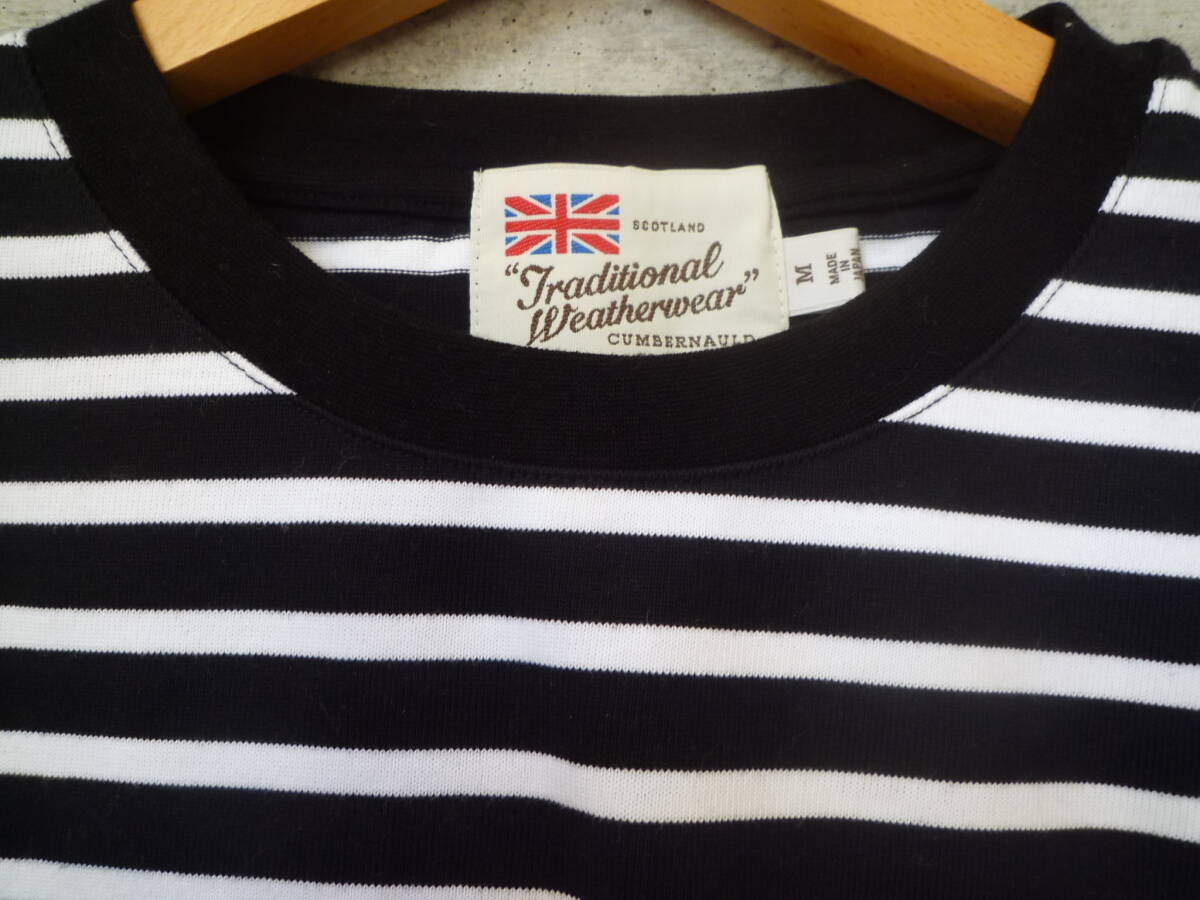 SCOTLAND
"Traditional
Weatherwear"
CUMBERNAULD
M
MADE
IN
JAPAN